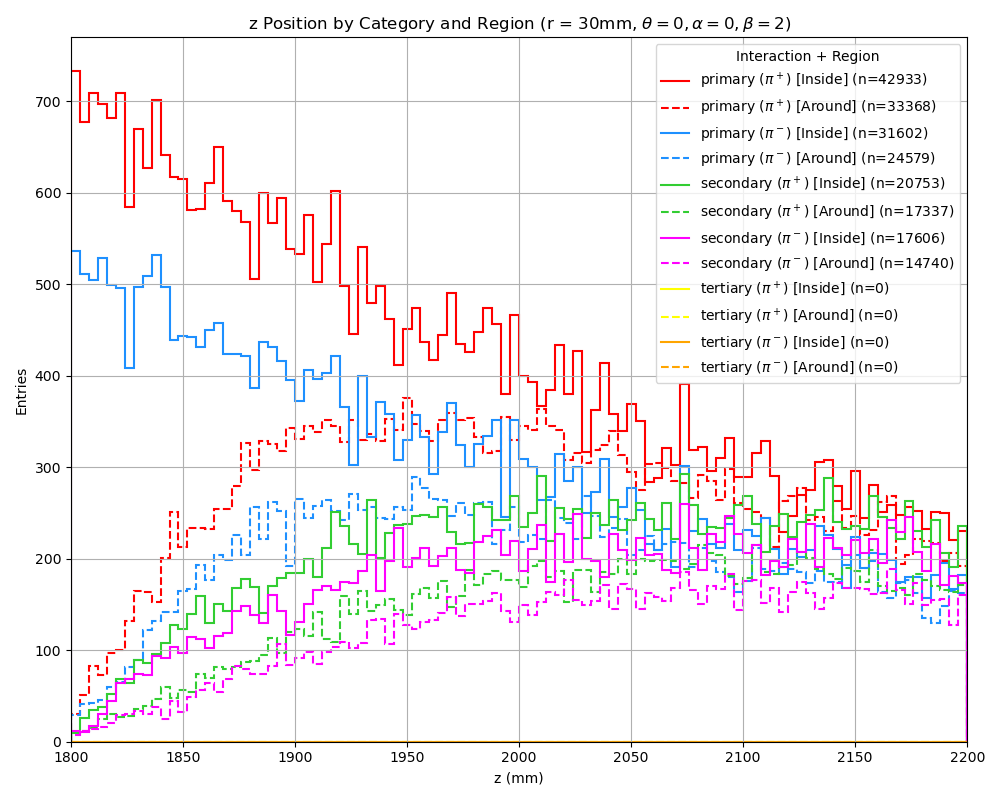 z Position by Category and Region (r = 30mm, θ = 0, α = 0, β = 2)
Interaction + Region
primary (π⁺) [Inside] (n=42933)
primary (π⁺) [Around] (n=33368)
primary (π⁻) [Inside] (n=31602)
primary (π⁻) [Around] (n=24579)
secondary (π⁺) [Inside] (n=20753)
secondary (π⁺) [Around] (n=17337)
secondary (π⁻) [Inside] (n=17606)
secondary (π⁻) [Around] (n=14740)
tertiary (π⁺) [Inside] (n=0)
tertiary (π⁺) [Around] (n=0)
tertiary (π⁻) [Inside] (n=0)
tertiary (π⁻) [Around] (n=0)
Entries
700
600
500
400
300
200
100
0
1800 1850 1900 1950 2000 2050 2100 2150 2200
z (mm)